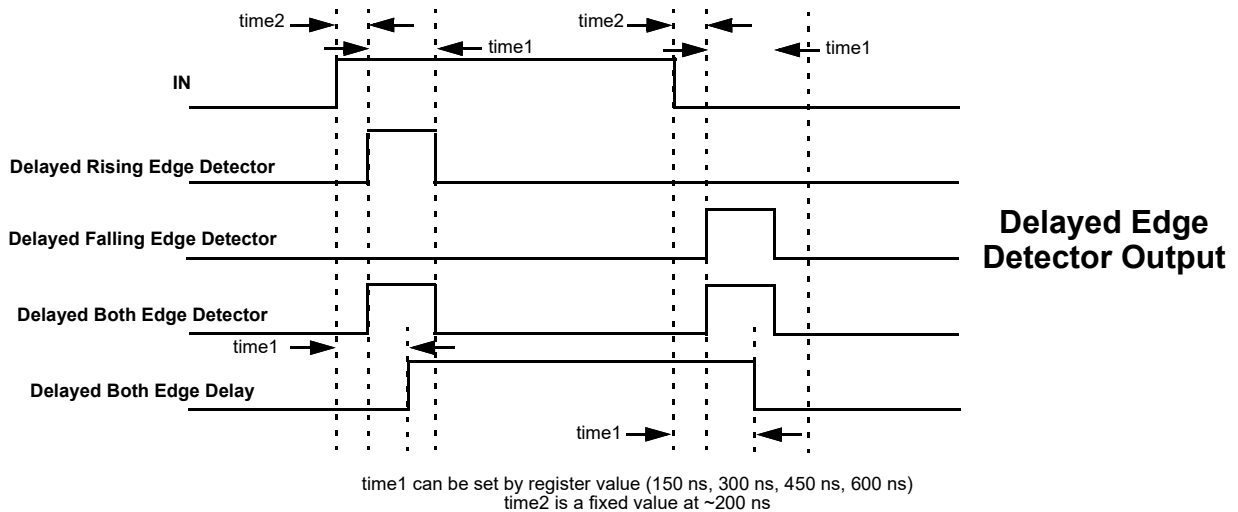 time2
time2
time1
time1
IN
Delayed Rising Edge Detector
Delayed Falling Edge Detector
Delayed Edge
Detector Output
Delayed Both Edge Detector
time1
Delayed Both Edge Delay
time1
time1 can be set by register value (150 ns, 300 ns, 450 ns, 600 ns)
time2 is a fixed value at ~200 ns